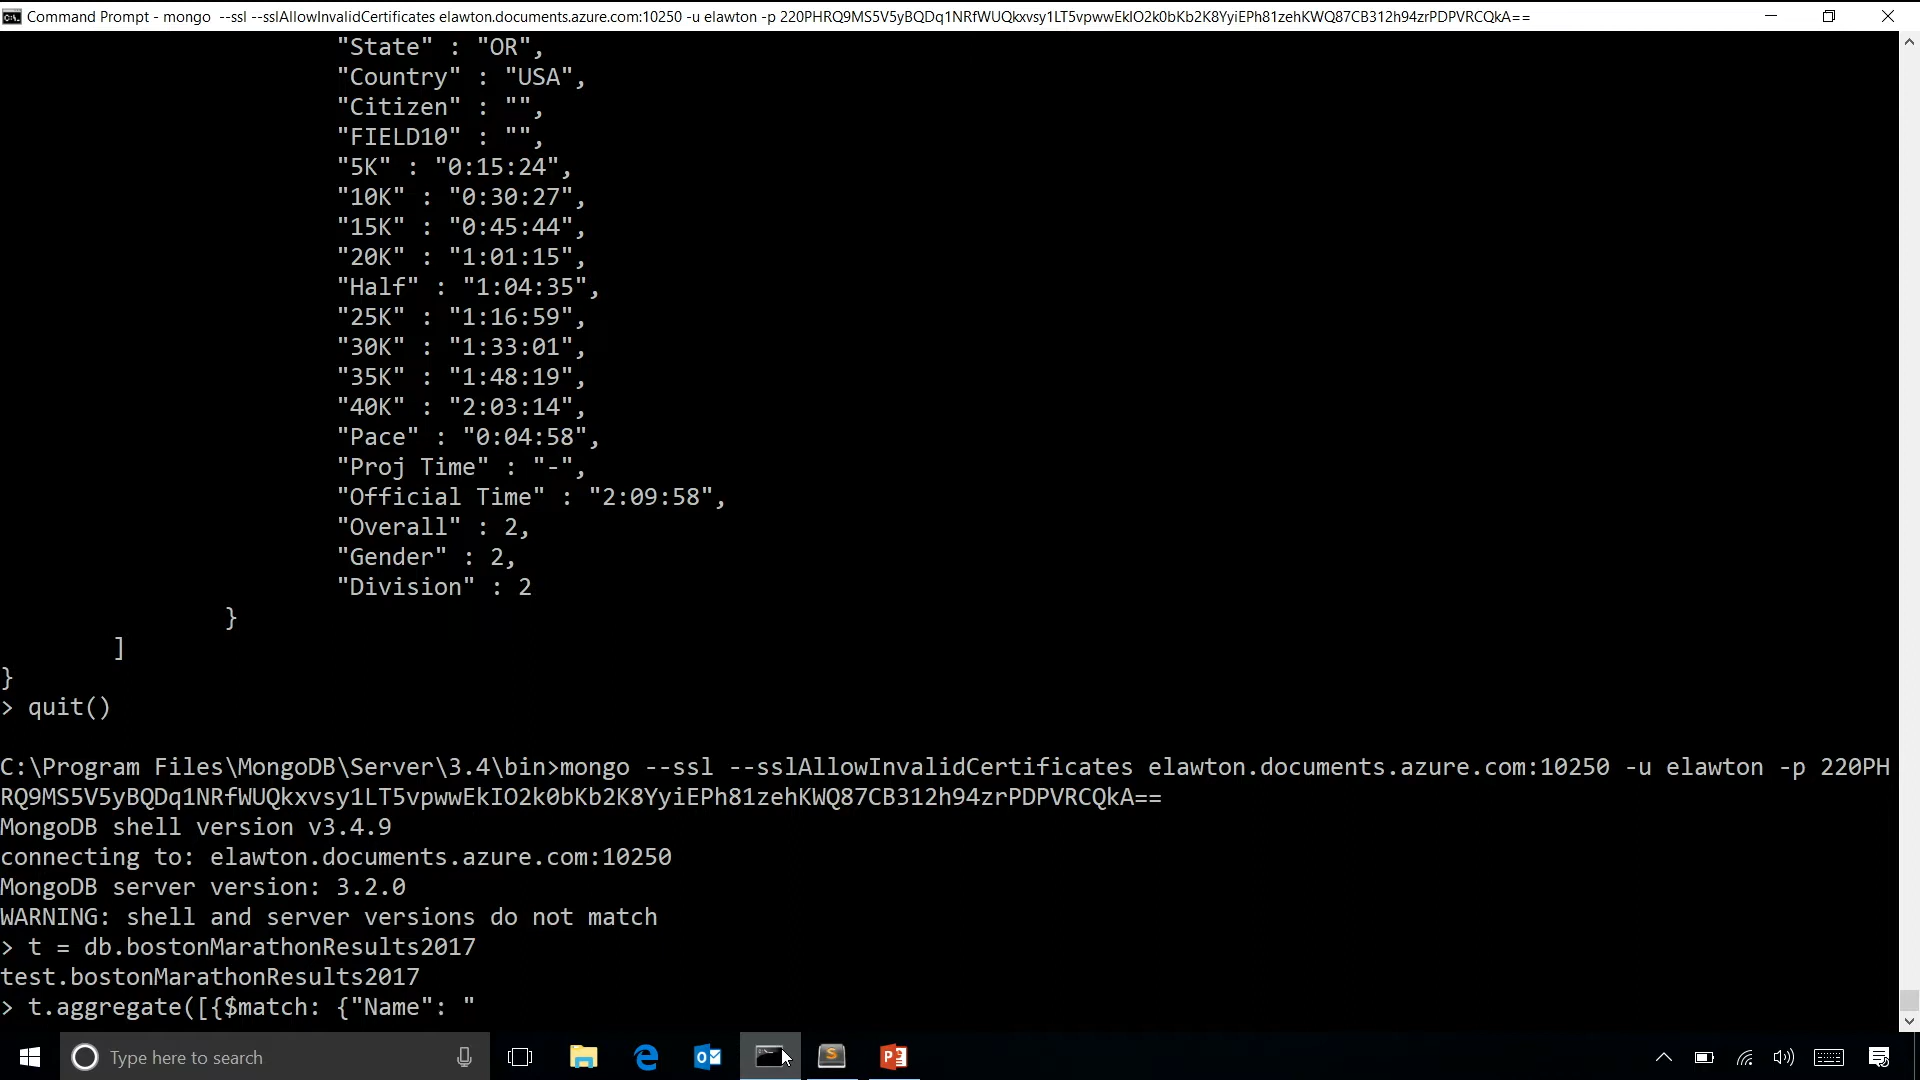 Command Prompt - mongo  --ssl --sslAllowInvalidCertificates elawton.documents.azure.com:10250 -u elawton -p 220PHRQ9MS5V5yBQDq1NRfWUQkxvsy1LT5vpwwEkIO2k0bKb2K8YyiEPh81zehKWQ87CB312h94zrPDPVRCQkA==
"State" : "OR",
"Country" : "USA",
"Citizen" : "",
"FIELD10" : "",
"5K" : "0:15:24",
"10K" : "0:30:27",
"15K" : "0:45:44",
"20K" : "1:01:15",
"Half" : "1:04:35",
"25K" : "1:16:59",
"30K" : "1:33:01",
"35K" : "1:48:19",
"40K" : "2:03:14",
"Pace" : "0:04:58",
"Proj Time" : "-",
"Official Time" : "2:09:58",
"Overall" : 2,
"Gender" : 2,
"Division" : 2
}
]
}
> quit()
C:\Program Files\MongoDB\Server\3.4\bin>mongo --ssl --sslAllowInvalidCertificates elawton.documents.azure.com:10250 -u elawton -p 220PH
RQ9MS5V5yBQDq1NRfWUQkxvsy1LT5vpwwEkIO2k0bKb2K8YyiEPh81zehKWQ87CB312h94zrPDPVRCQkA==
MongoDB shell version v3.4.9
connecting to: elawton.documents.azure.com:10250
MongoDB server version: 3.2.0
WARNING: shell and server versions do not match
> t = db.bostonMarathonResults2017
test.bostonMarathonResults2017
> t.aggregate([{$match: {"Name": "
Type here to search